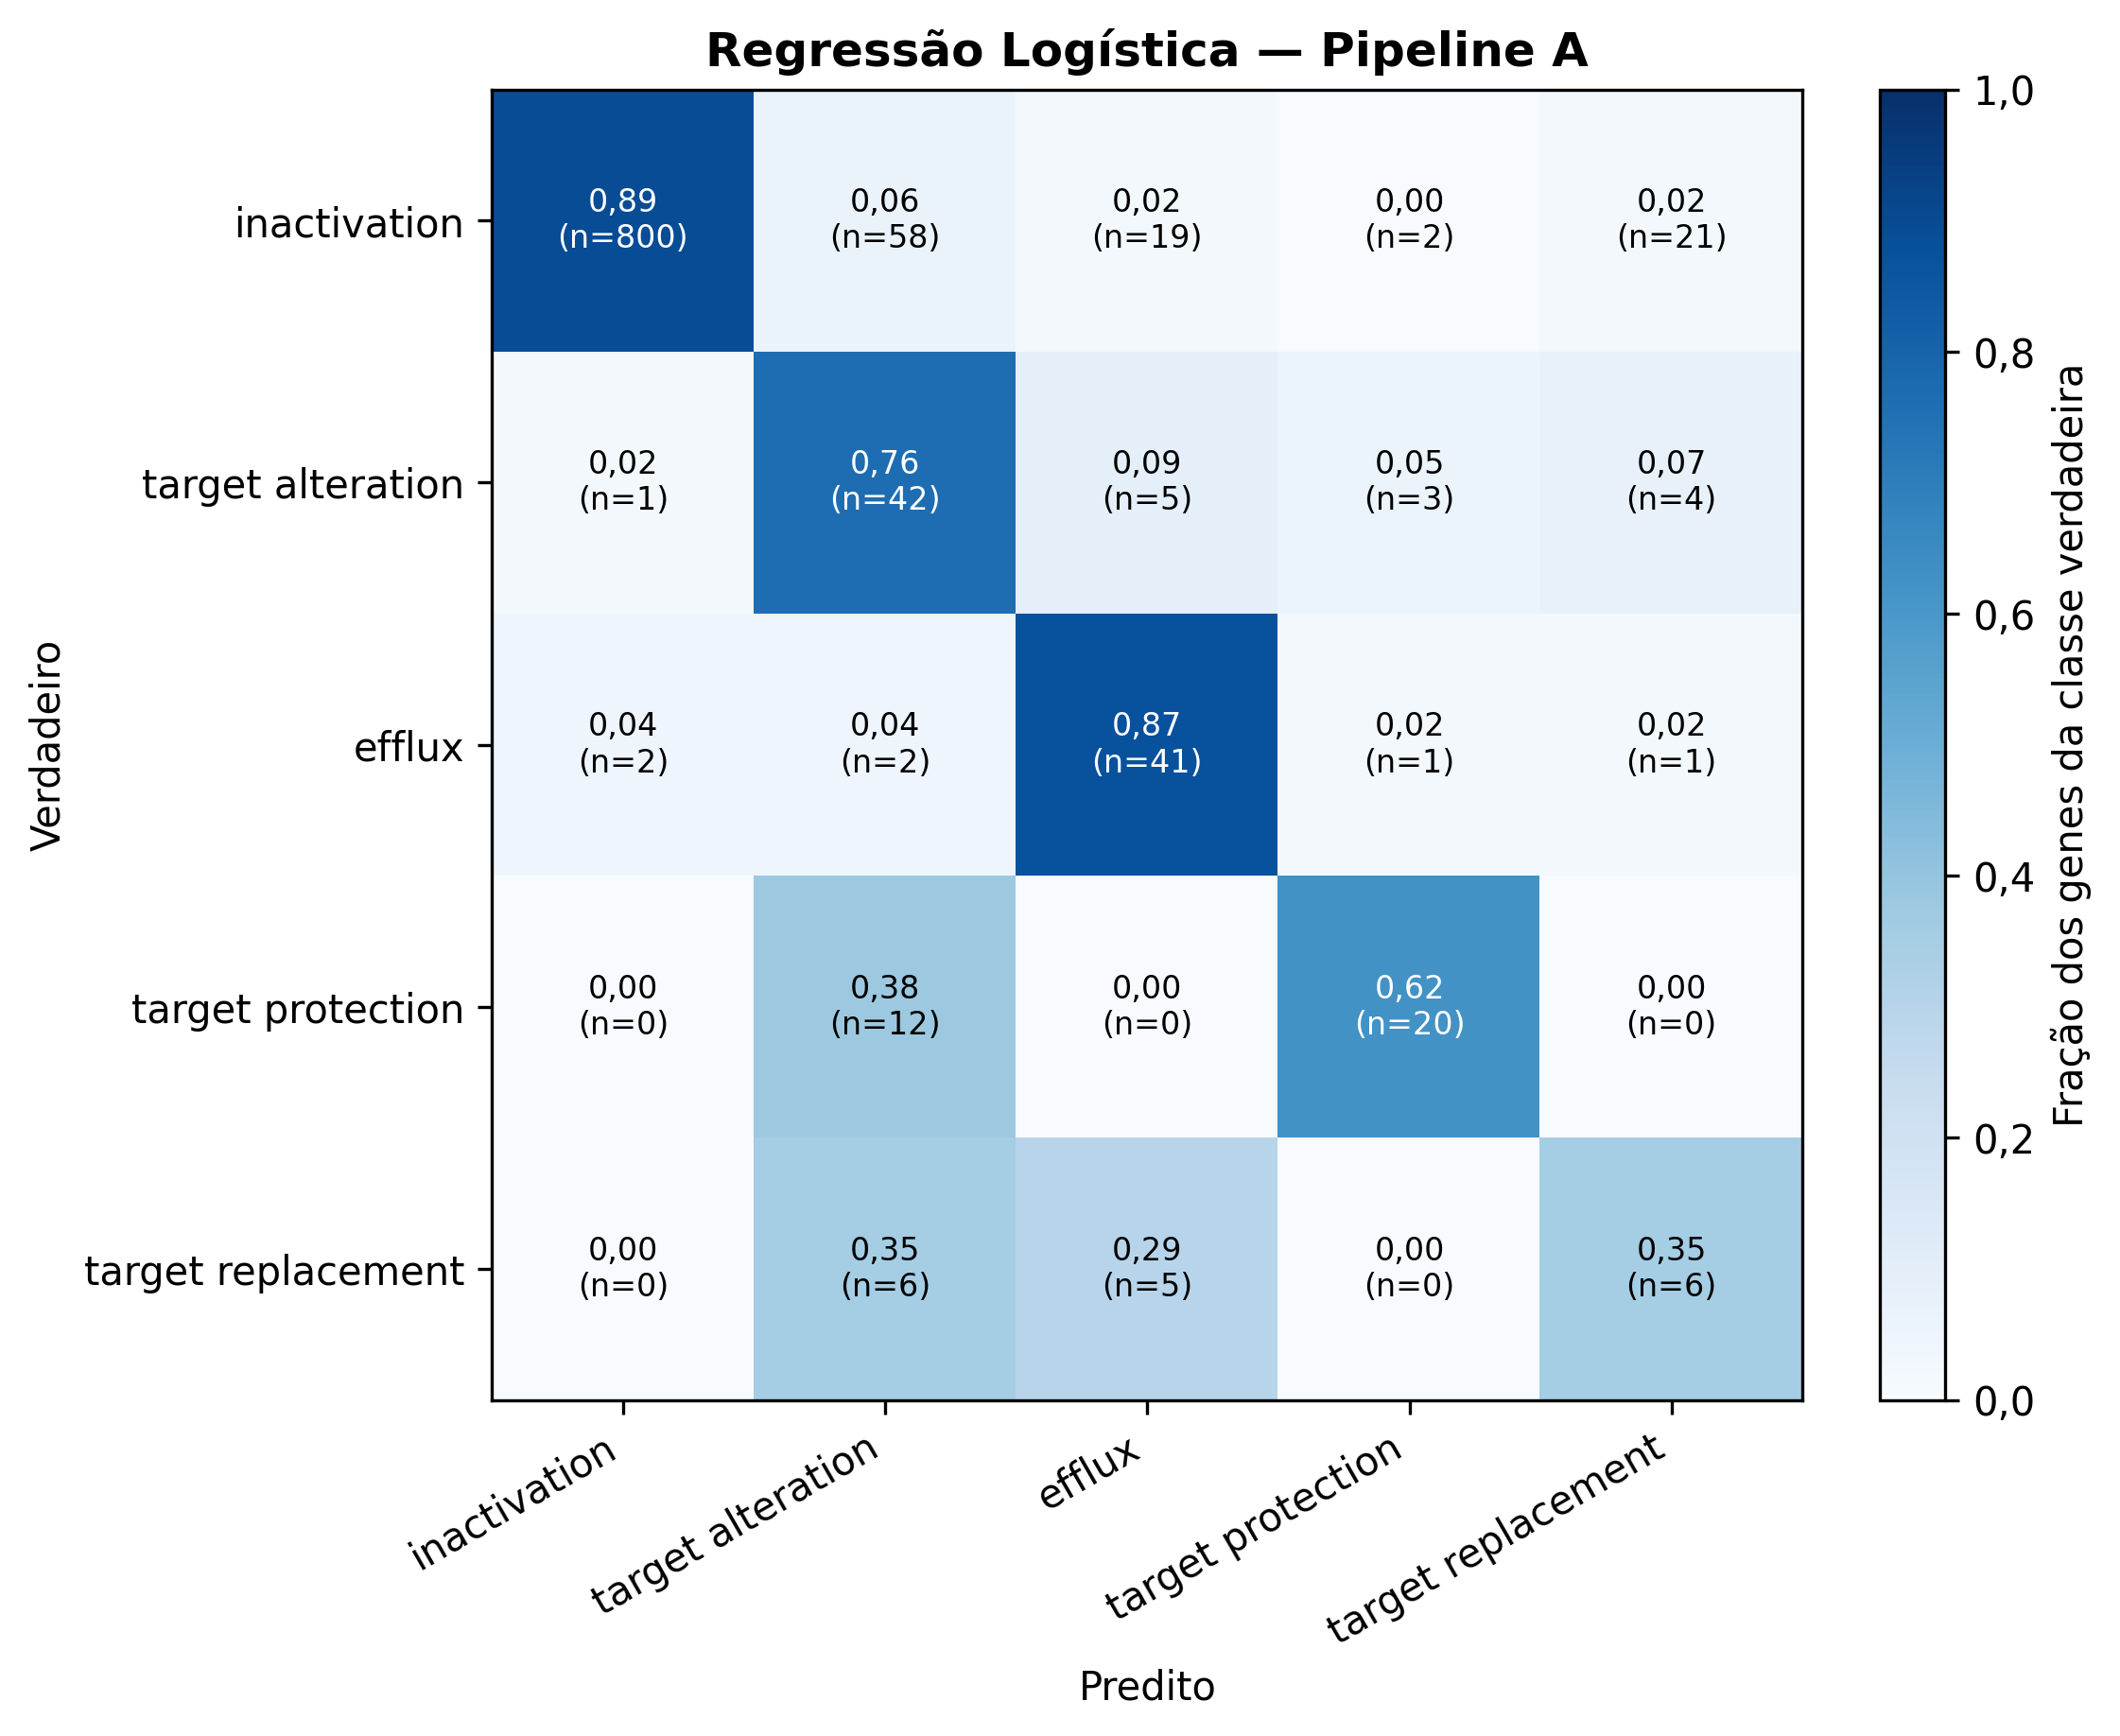 Regressão Logística — Pipeline A
Verdadeiro
inactivation
0,89
(n=800)
0,06
(n=58)
0,02
(n=19)
0,00
(n=2)
0,02
(n=21)
target alteration
0,02
(n=1)
0,76
(n=42)
0,09
(n=5)
0,05
(n=3)
0,07
(n=4)
efflux
0,04
(n=2)
0,04
(n=2)
0,87
(n=41)
0,02
(n=1)
0,02
(n=1)
target protection
0,00
(n=0)
0,38
(n=12)
0,00
(n=0)
0,62
(n=20)
0,00
(n=0)
target replacement
0,00
(n=0)
0,35
(n=6)
0,29
(n=5)
0,00
(n=0)
0,35
(n=6)
inactivation
target alteration
efflux
target protection
target replacement
Predito
1,0
0,8
0,6
0,4
0,2
0,0
Fração dos genes da classe verdadeira